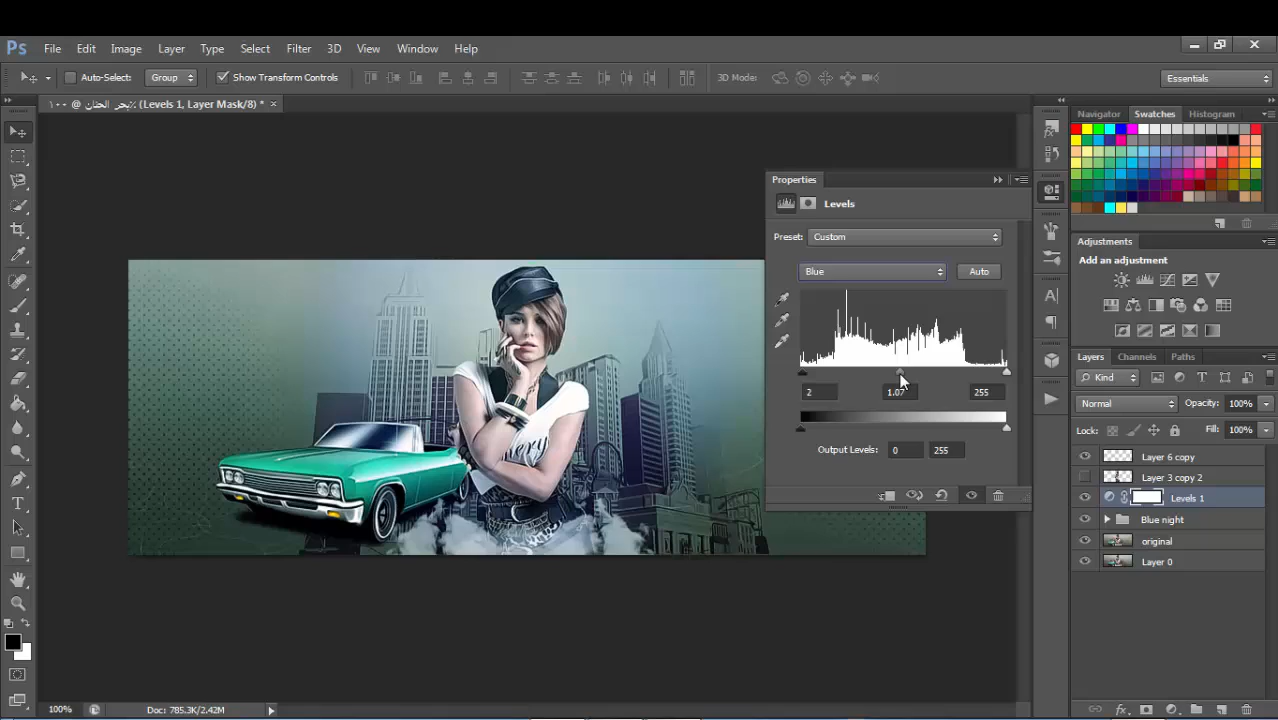 Ps File Edit Image Layer Type Select Filter 3D View Window Help
Auto-Select: Group Show Transform Controls 3D Mode: Essentials
بحر الحنان @ ١٠٠٪ (Levels 1, Layer Mask/8) *
Navigator Swatches Histogram
Properties
Levels
Preset: Custom
Blue Auto
2 1.07 255
Output Levels: 0 255
Adjustments
Add an adjustment
Layers Channels Paths
Kind
Normal Opacity: 100%
Lock: Fill: 100%
Layer 6 copy
Layer 3 copy 2
Levels 1
Blue night
original
Layer 0
100% Doc: 785.3K/2.42M